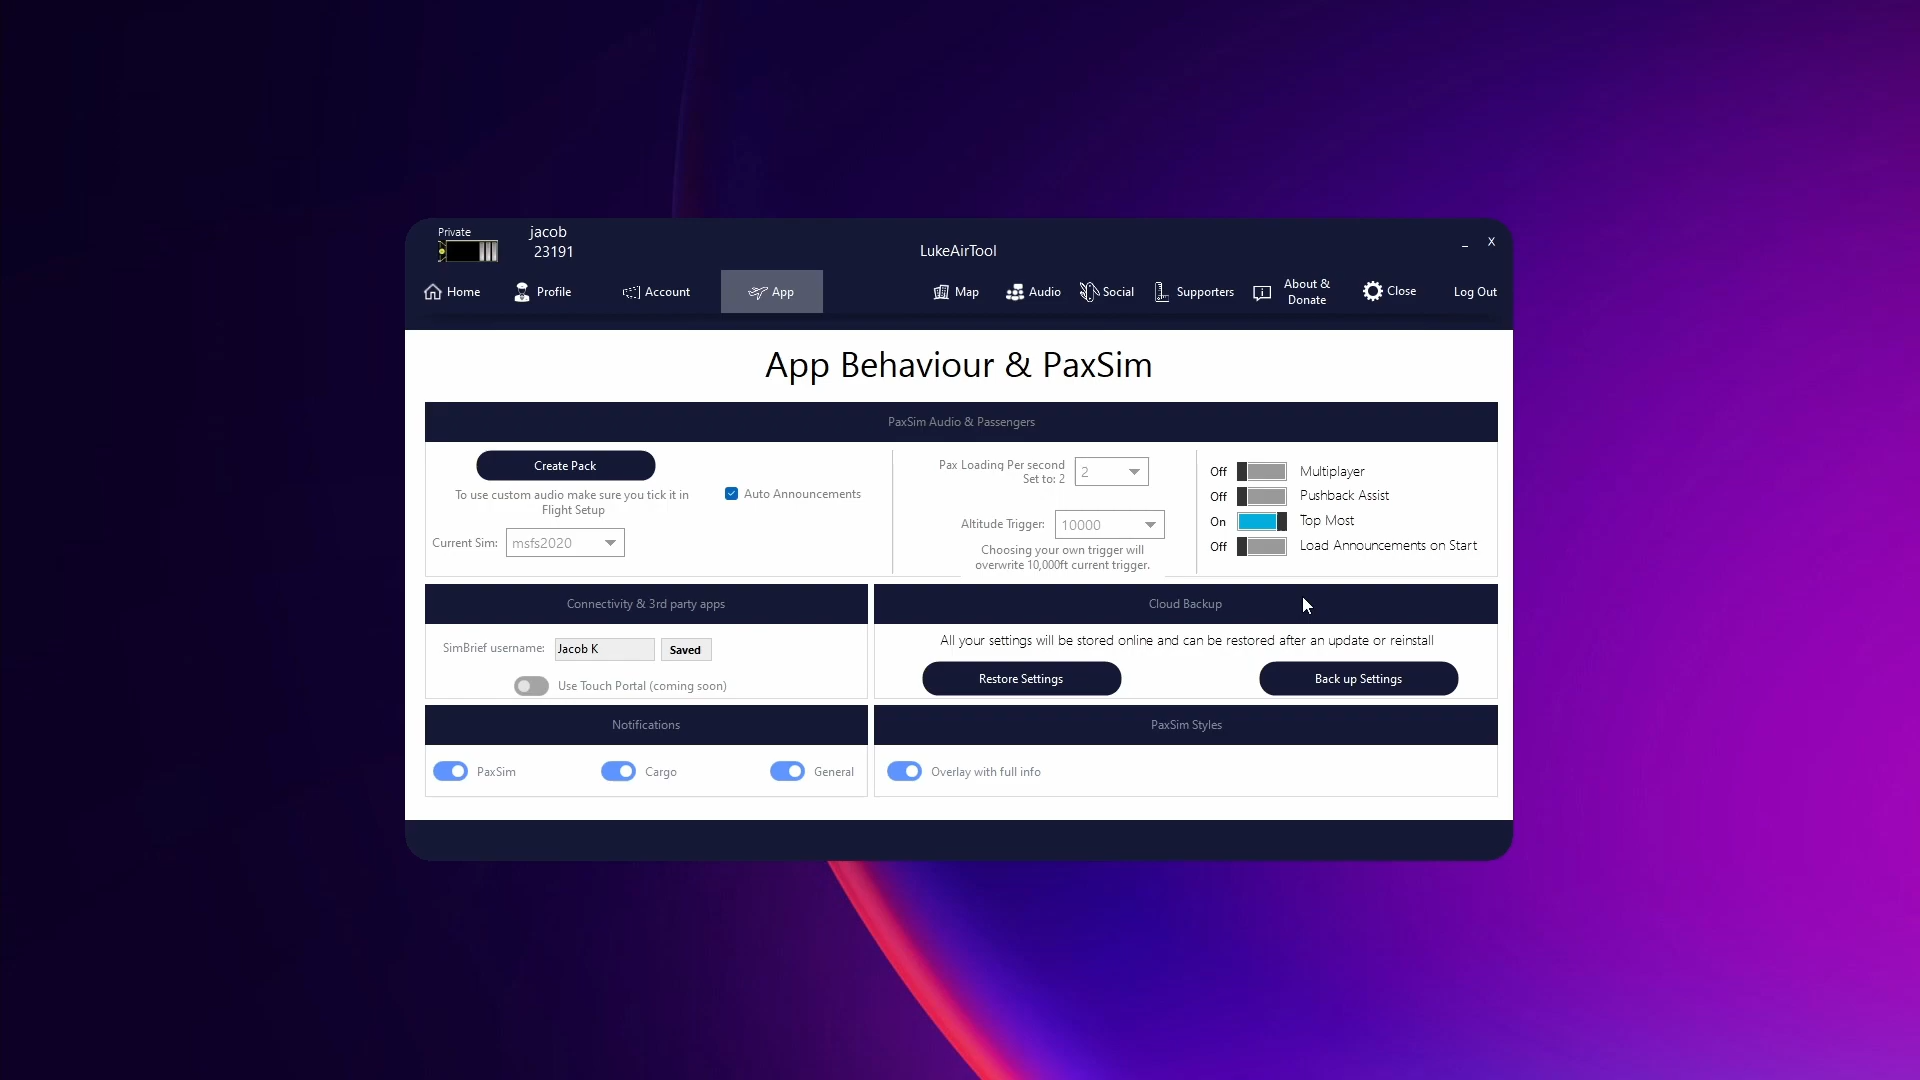 Private
jacob
23191
LukeAirTool
_ X
Home Profile Account App Map Audio Social Supporters About & Donate Close Log Out
App Behaviour & PaxSim
PaxSim Audio & Passengers
Create Pack
To use custom audio make sure you tick it in
Flight Setup
Auto Announcements
Current Sim: msfs2020
Pax Loading Per second
Set to: 2
2
Altitude Trigger: 10000
Choosing your own trigger will
overwrite 10,000ft current trigger.
Off Multiplayer
Off Pushback Assist
On Top Most
Off Load Announcements on Start
Connectivity & 3rd party apps
SimBrief username: Jacob K Saved
Use Touch Portal (coming soon)
Cloud Backup
All your settings will be stored online and can be restored after an update or reinstall
Restore Settings Back up Settings
Notifications
PaxSim Cargo General
PaxSim Styles
Overlay with full info